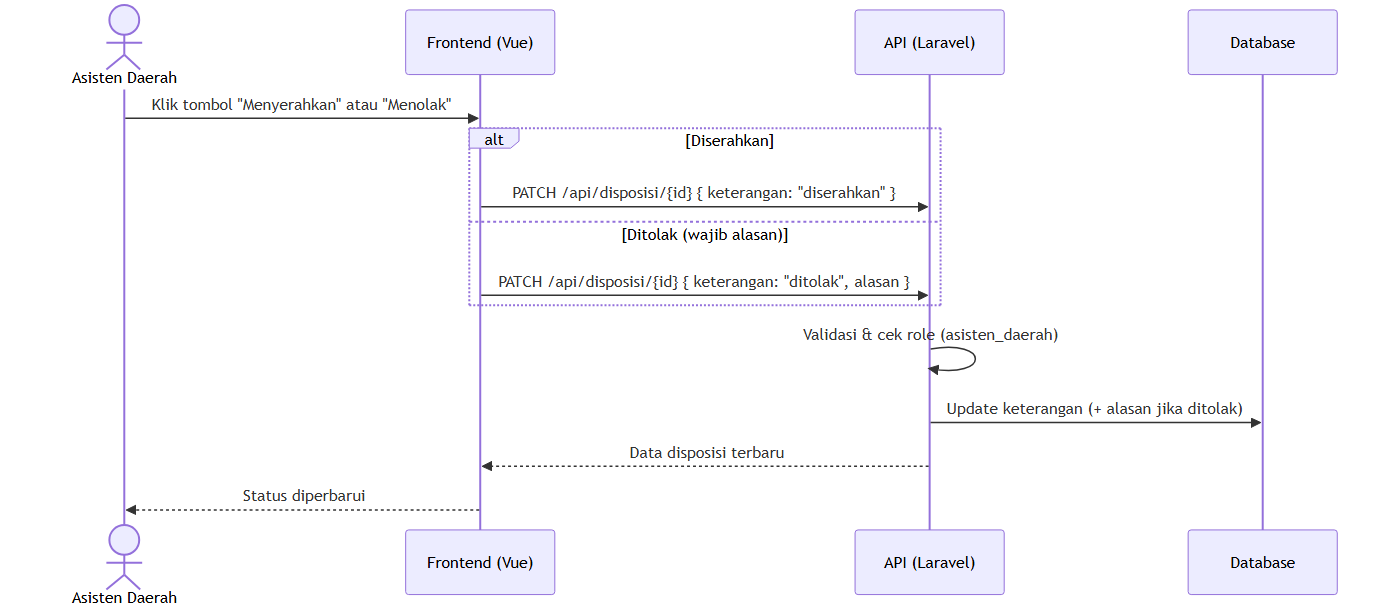 Asisten Daerah
Frontend (Vue)
API (Laravel)
Database
Klik tombol "Menyerahkan" atau "Menolak"
alt
[Diserahkan]
PATCH /api/disposisi/{id} { keterangan: "diserahkan" }
[Ditolak (wajib alasan)]
PATCH /api/disposisi/{id} { keterangan: "ditolak", alasan }
Validasi & cek role (asisten_daerah)
Update keterangan (+ alasan jika ditolak)
Data disposisi terbaru
Status diperbarui
Asisten Daerah
Frontend (Vue)
API (Laravel)
Database